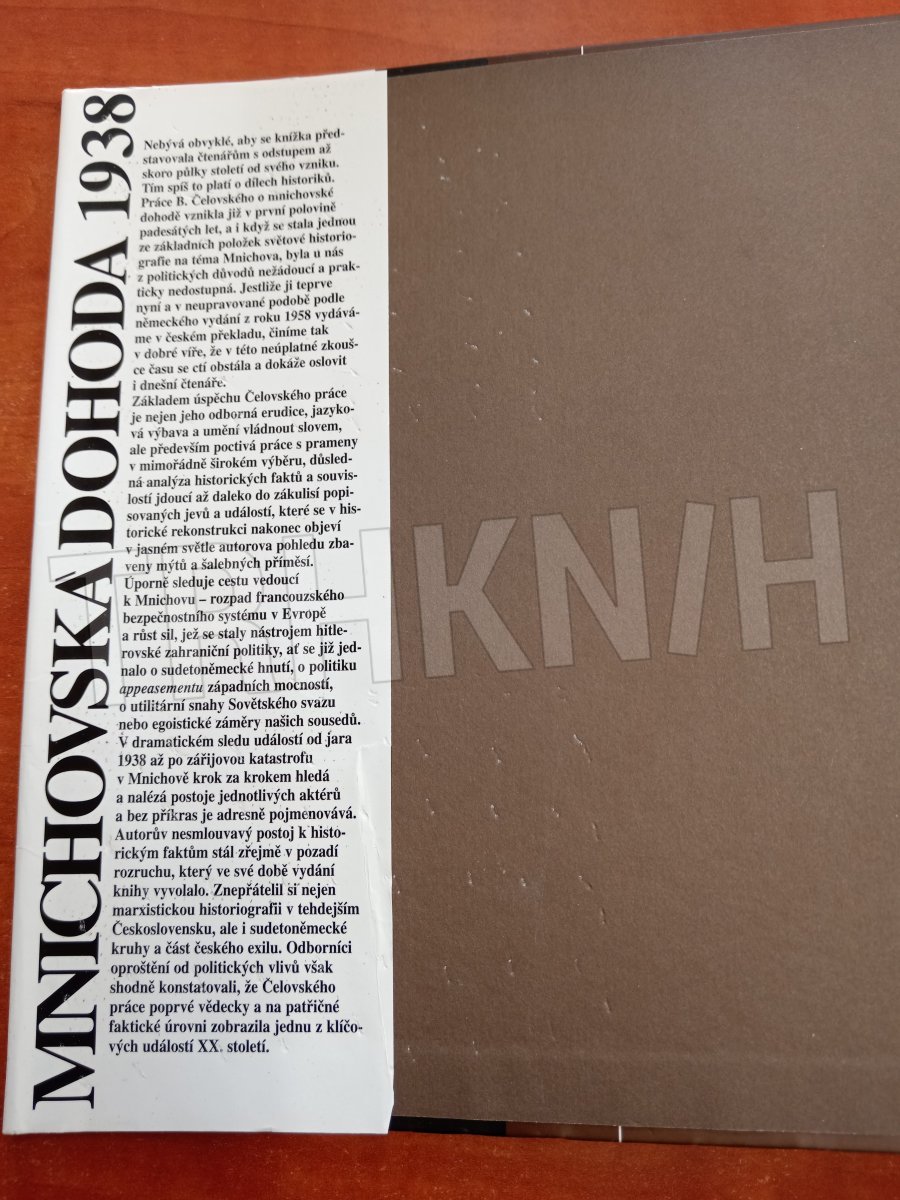 MNICHOVSKÁ DOHODA 1938
Nebývá obvyklé, aby se knížka před-
stavovala čtenářům s odstupem až
skoro půlky století od svého vzniku.
Tím spíš to platí o dílech historiků.
Práce B. Čelovského o mnichovské
dohodě vznikla již v první polovině
padesátých let, a i když se stala jednou
ze základních položek světové historio-
grafie na téma Mnichova, byla u nás
z politických důvodů nežádoucí a prak-
ticky nedostupná. Jestliže ji teprve
nyní a v neupravované podobě podle
německého vydání z roku 1958 vydává-
me v českém překladu, činíme tak
v dobré víře, že v této neúplatné zkouš-
ce času se ctí obstála a dokáže oslovit
i dnešní čtenáře.
Základem úspěchu Čelovského práce
je nejen jeho odborná erudice, jazyko-
vá výbava a umění vládnout slovem,
ale především poctivá práce s prameny
v mimořádně širokém výběru, důsled-
ná analýza historických faktů a souvis-
lostí jdoucí až daleko do zákulisí popi-
sovaných jevů a událostí, které se v his-
torické rekonstrukci nakonec objeví
v jasném světle autorova pohledu zba-
veny mýtů a šalebných příměsí.
Úporně sleduje cestu vedoucí
k Mnichovu – rozpad francouzského
bezpečnostního systému v Evropě
a růst sil, jež se staly nástrojem hitle-
rovské zahraniční politiky, ať se již jed-
nalo o sudetoněmecké hnutí, o politiku
appeasementu západních mocností,
o utilitární snahy Sovětského svazu
nebo egoistické záměry našich sousedů.
V dramatickém sledu událostí od jara
1938 až po zářijovou katastrofu
v Mnichově krok za krokem hledá
a nalézá postoje jednotlivých aktérů
a bez příkras je adresně pojmenovává.
Autorův nesmlouvavý postoj k histo-
rickým faktům stál zřejmě v pozadí
rozruchu, který ve své době vydání
knihy vyvolalo. Znepřátelil si nejen
marxistickou historiografii v tehdejším
Československu, ale i sudetoněmecké
kruhy a část českého exilu. Odborníci
oproštění od politických vlivů však
shodně konstatovali, že Čelovského
práce poprvé vědecky a na patřičné
faktické úrovni zobrazila jednu z klíčo-
vých událostí XX. století.
TRHKNIH